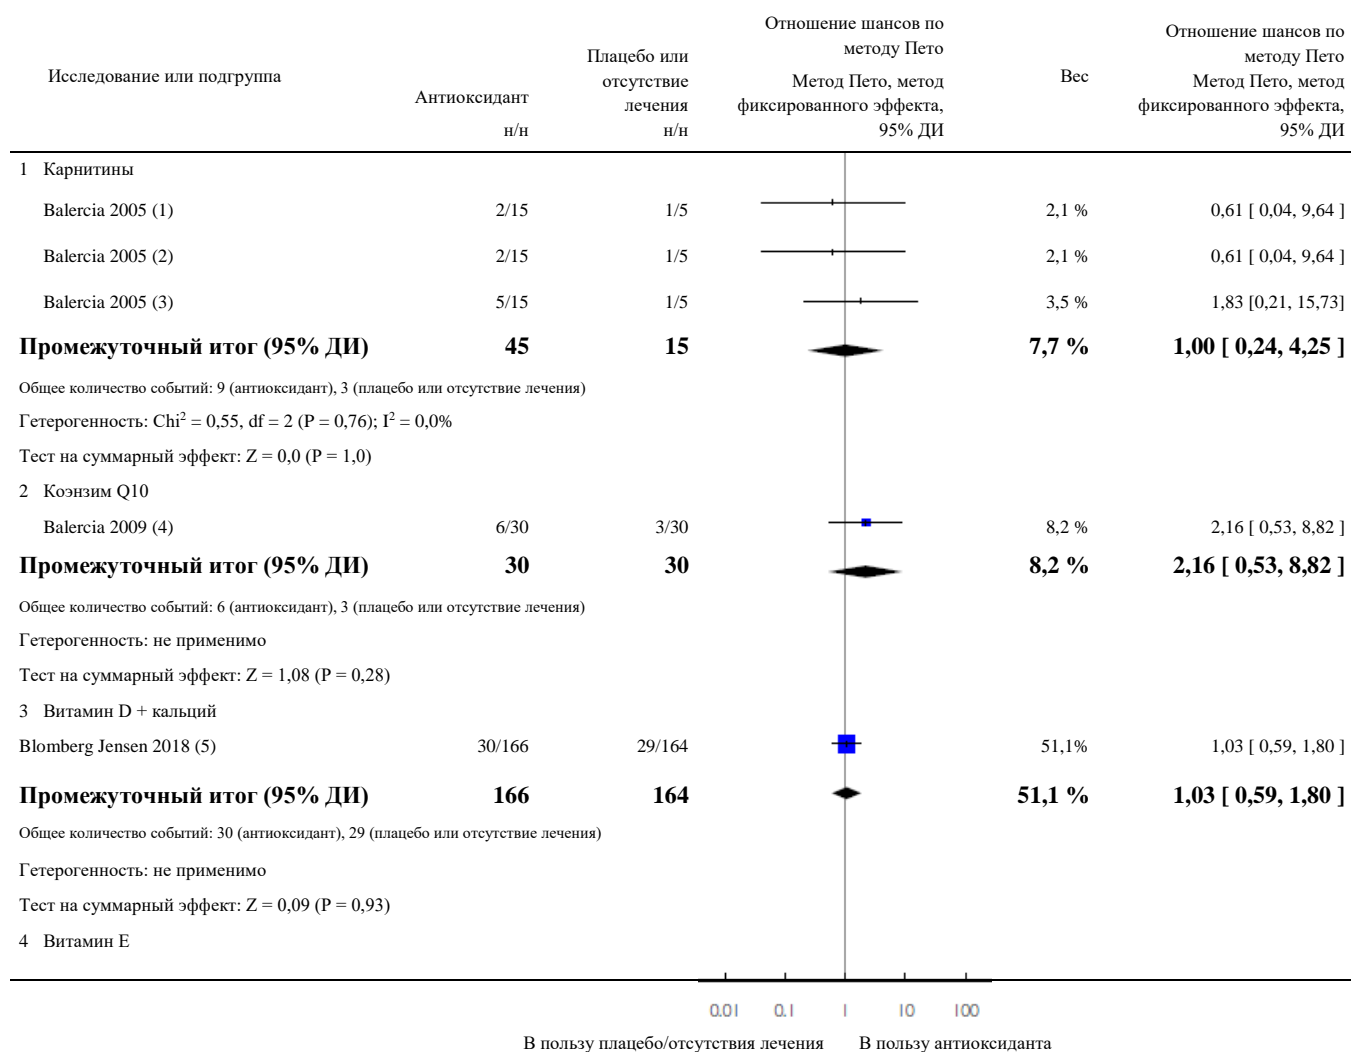 Исследование или подгруппа
Антиоксидант
н/н
Плацебо или
отсутствие
лечения
н/н
Отношение шансов по
методу Пето
Метод Пето, метод
фиксированного эффекта,
95% ДИ
Вес
Отношение шансов по
методу Пето
Метод Пето, метод
фиксированного эффекта,
95% ДИ
1 Карнитины
Balercia 2005 (1) 2/15 1/5 2,1 % 0,61 [ 0,04, 9,64 ]
Balercia 2005 (2) 2/15 1/5 2,1 % 0,61 [ 0,04, 9,64 ]
Balercia 2005 (3) 5/15 1/5 3,5 % 1,83 [0,21, 15,73]
Промежуточный итог (95% ДИ) 45 15 7,7 % 1,00 [ 0,24, 4,25 ]
Общее количество событий: 9 (антиоксидант), 3 (плацебо или отсутствие лечения)
Гетерогенность: Chi² = 0,55, df = 2 (P = 0,76); I² = 0,0%
Тест на суммарный эффект: Z = 0,0 (P = 1,0)
2 Коэнзим Q10
Balercia 2009 (4) 6/30 3/30 8,2 % 2,16 [ 0,53, 8,82 ]
Промежуточный итог (95% ДИ) 30 30 8,2 % 2,16 [ 0,53, 8,82 ]
Общее количество событий: 6 (антиоксидант), 3 (плацебо или отсутствие лечения)
Гетерогенность: не применимо
Тест на суммарный эффект: Z = 1,08 (P = 0,28)
3 Витамин D + кальций
Blomberg Jensen 2018 (5) 30/166 29/164 51,1% 1,03 [ 0,59, 1,80 ]
Промежуточный итог (95% ДИ) 166 164 51,1 % 1,03 [ 0,59, 1,80 ]
Общее количество событий: 30 (антиоксидант), 29 (плацебо или отсутствие лечения)
Гетерогенность: не применимо
Тест на суммарный эффект: Z = 0,09 (P = 0,93)
4 Витамин Е
0.01 0.1 1 10 100
В пользу плацебо/отсутствия лечения В пользу антиоксиданта